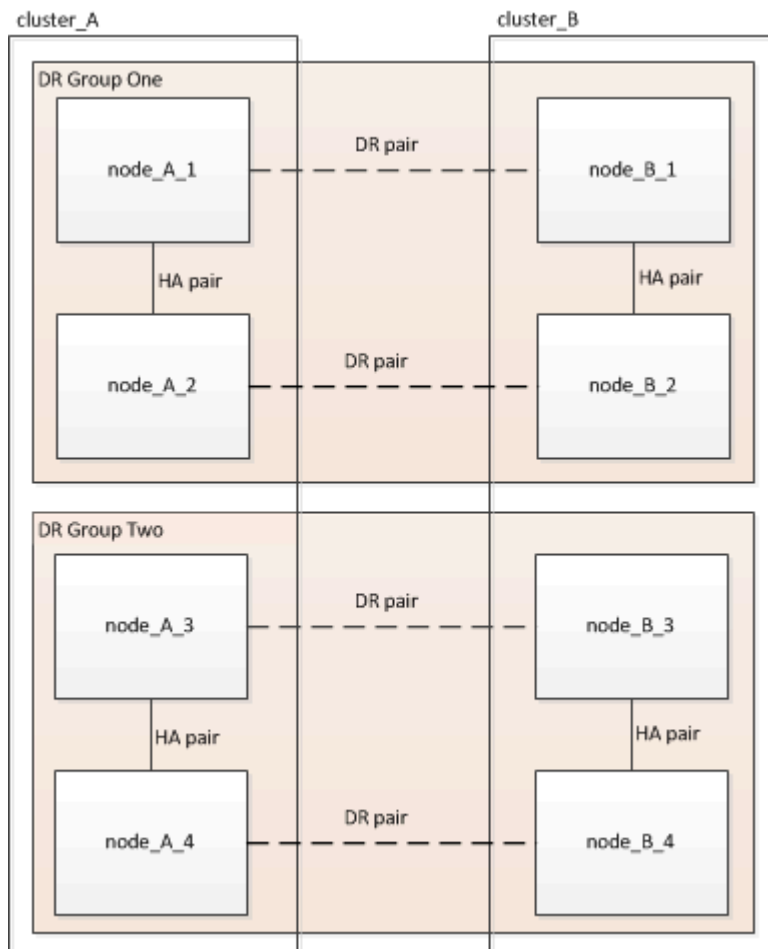 cluster_A
cluster_B
DR Group One
node_A_1
DR pair
node_B_1
HA pair
HA pair
node_A_2
DR pair
node_B_2
DR Group Two
node_A_3
DR pair
node_B_3
HA pair
HA pair
node_A_4
DR pair
node_B_4